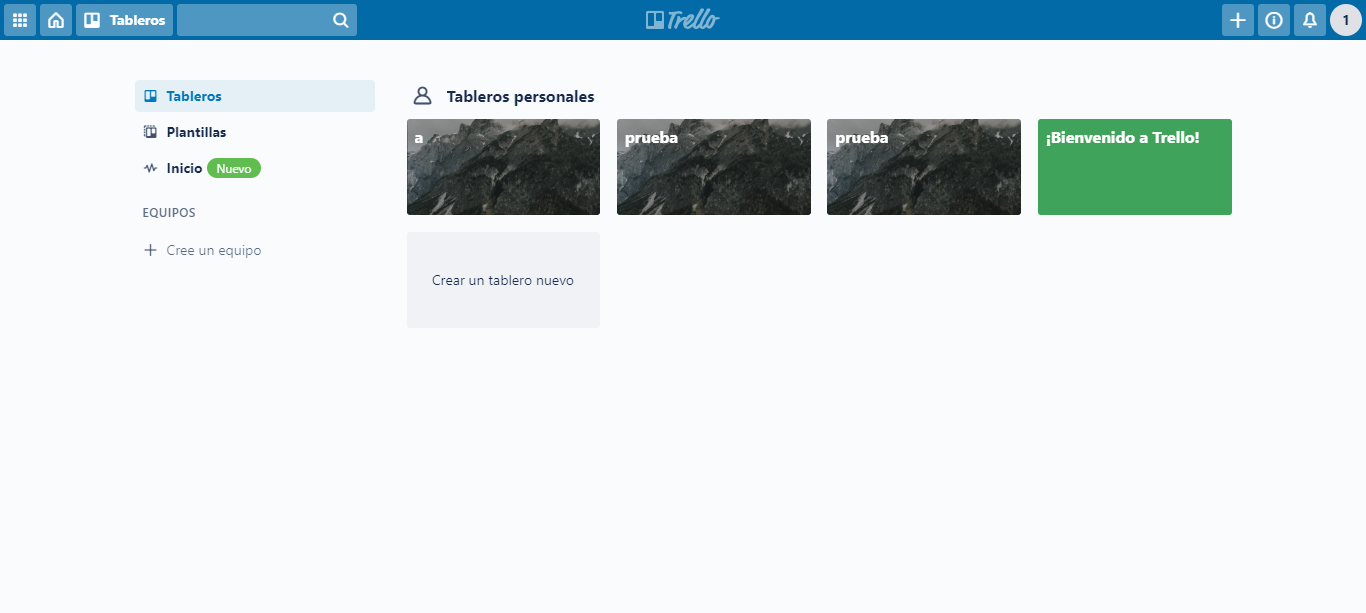 Tableros
Trello
1
Tableros
Plantillas
Inicio Nuevo
EQUIPOS
Cree un equipo
Tableros personales
a
prueba
prueba
¡Bienvenido a Trello!
Crear un tablero nuevo